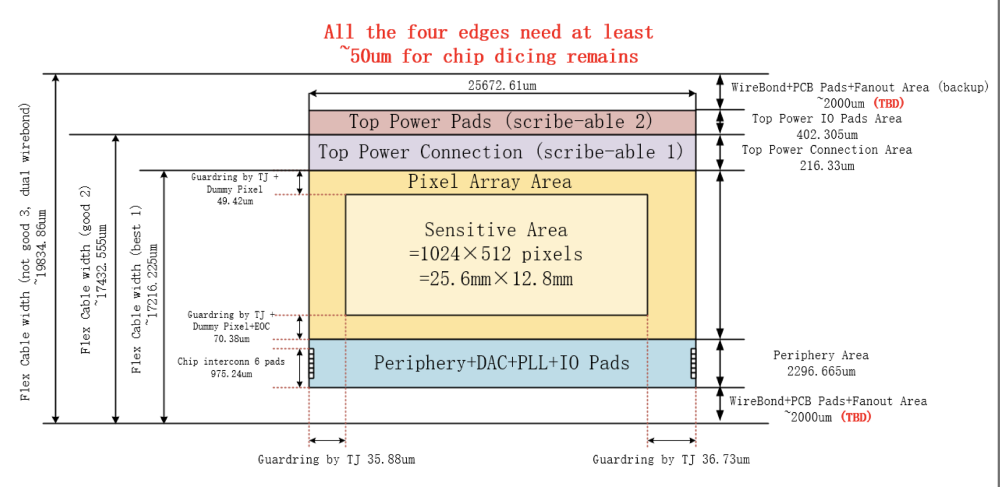 All the four edges need at least
~50um for chip dicing remains
25672.61um
WireBond+PCB Pads+Fanout Area (backup)
~2000um (TBD)
Top Power Pads (scribe-able 2)
Top Power IO Pads Area
402.305um
Top Power Connection (scribe-able 1)
Top Power Connection Area
216.33um
Guardring by TJ +
Dummy Pixel
49.42um
Pixel Array Area
Sensitive Area
=1024×512 pixels
=25.6mm×12.8mm
Flex Cable width (not good 3, dual wirebond)
~19834.86um
Flex Cable width (good 2)
~17432.555um
Flex Cable width (best 1)
~17216.225um
Guardring by TJ +
Dummy Pixel+EOC
70.38um
Chip interconn 6 pads
975.24um
Periphery+DAC+PLL+IO Pads
Periphery Area
2296.665um
WireBond+PCB Pads+Fanout Area
~2000um (TBD)
Guardring by TJ 35.88um
Guardring by TJ 36.73um